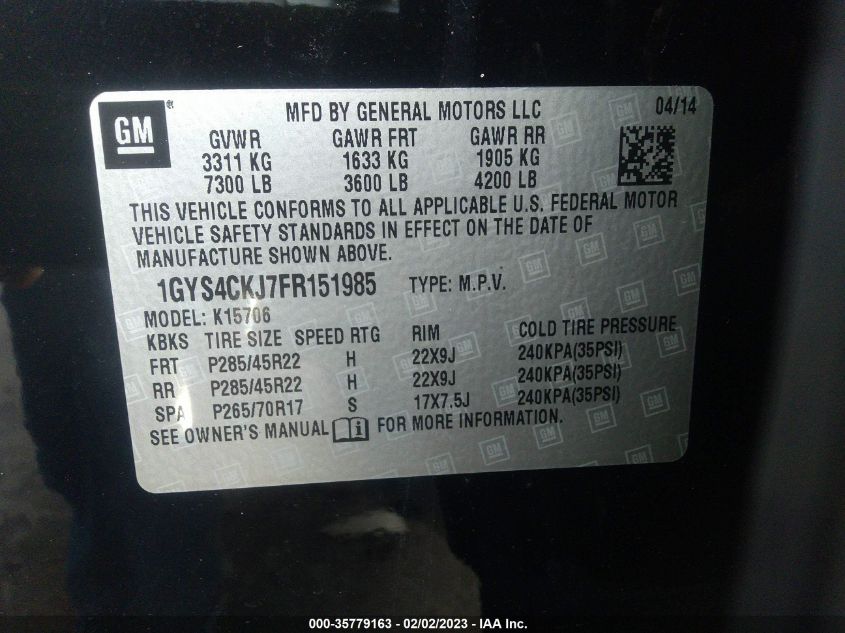 GM ® MFD BY GENERAL MOTORS LLC 04/14
GVWR GAWR FRT GAWR RR
3311 KG 1633 KG 1905 KG
7300 LB 3600 LB 4200 LB
THIS VEHICLE CONFORMS TO ALL APPLICABLE U.S. FEDERAL MOTOR
VEHICLE SAFETY STANDARDS IN EFFECT ON THE DATE OF
MANUFACTURE SHOWN ABOVE.
1GYS4CKJ7FR151985 TYPE: M.P.V.
MODEL: K15706
KBKS TIRE SIZE SPEED RTG RIM COLD TIRE PRESSURE
FRT P285/45R22 H 22X9J 240KPA(35PSI)
RR P285/45R22 H 22X9J 240KPA(35PSI)
SPA P265/70R17 S 17X7.5J 240KPA(35PSI)
SEE OWNER'S MANUAL FOR MORE INFORMATION.
000-35779163 - 02/02/2023 - IAA Inc.